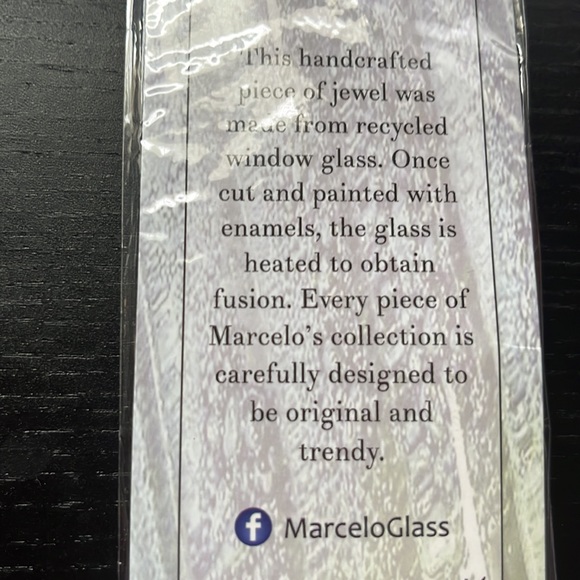 This handcrafted
piece of jewel was
made from recycled
window glass. Once
cut and painted with
enamels, the glass is
heated to obtain
fusion. Every piece of
Marcelo's collection is
carefully designed to
be original and
trendy.
f MarceloGlass